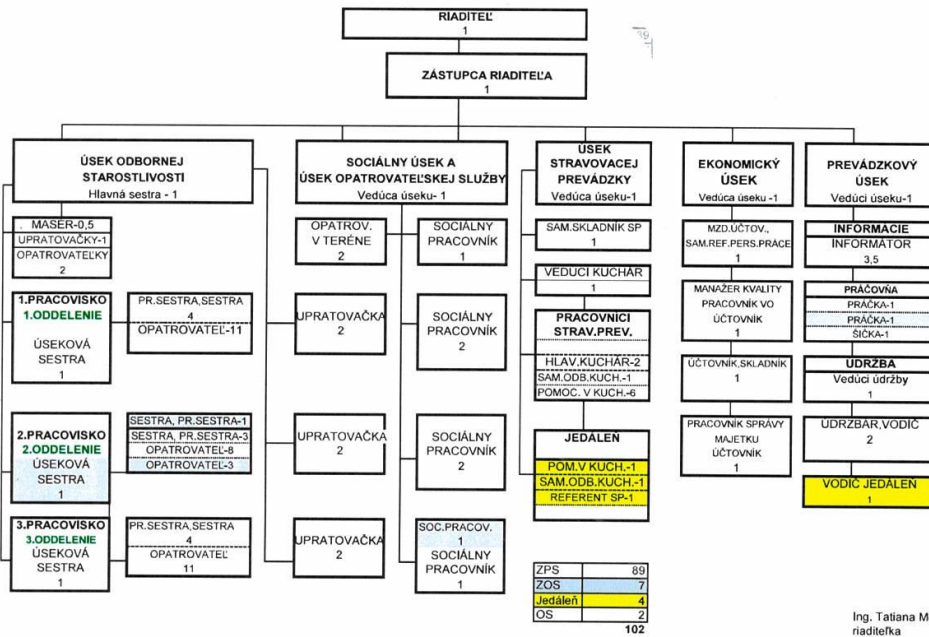 RIADITEĽ
1
ZÁSTUPCA RIADITEĽA
1
ÚSEK ODBORNEJ
STAROSTLIVOSTI
Hlavná sestra - 1
. MASÉR-0,5
UPRATOVAČKY-1
OPATROVATEĽKY
2
1.PRACOVISKO
1.ODDELENIE
ÚSEKOVÁ
SESTRA
1
PR.SESTRA,SESTRA
4
OPATROVATEĽ-11
2.PRACOVISKO
2.ODDELENIE
ÚSEKOVÁ
SESTRA
1
SESTRA, PR.SESTRA-1
SESTRA, PR.SESTRA-3
OPATROVATEĽ-8
OPATROVATEĽ-3
3.PRACOVISKO
3.ODDELENIE
ÚSEKOVÁ
SESTRA
1
PR.SESTRA,SESTRA
4
OPATROVATEĽ
11
SOCIÁLNY ÚSEK A
ÚSEK OPATROVATEĽSKEJ SLUŽBY
Vedúca úseku- 1
OPATROV.
V TERÉNE
2
SOCIÁLNY
PRACOVNÍK
1
UPRATOVAČKA
2
SOCIÁLNY
PRACOVNÍK
2
UPRATOVAČKA
2
SOCIÁLNY
PRACOVNÍK
2
UPRATOVAČKA
2
SOC.PRACOV.
1
SOCIÁLNY
PRACOVNÍK
1
ÚSEK
STRAVOVACEJ
PREVÁDZKY
Vedúca úseku-1
SAM.SKLADNÍK SP
1
VEDÚCI KUCHÁR
1
PRACOVNÍCI
STRAV.PREV.
HLAV.KUCHÁR-2
SAM.ODB.KUCH.-1
POMOC. V KUCH.-6
JEDÁLEŇ
POM.V KUCH.-1
SAM.ODB.KUCH.-1
REFERENT SP-1
EKONOMICKÝ
ÚSEK
Vedúca úseku -1
MZD.ÚČTOV.,
SAM.REF.PERS.PRÁCE
1
MANAŽÉR KVALITY
PRACOVNÍK VO
ÚČTOVNÍK
1
ÚČTOVNÍK,SKLADNÍK
1
PRACOVNÍK SPRÁVY
MAJETKU
ÚČTOVNÍK
1
PREVÁDZKOVÝ
ÚSEK
Vedúci úseku-1
INFORMÁCIE
INFORMÁTOR
3,5
PRÁČOVŇA
PRÁČKA-1
PRÁČKA-1
ŠIČKA-1
ÚDRŽBA
Vedúci údržby
1
ÚDRŽBÁR,VODIČ
2
VODIČ JEDÁLEŇ
1
ZPS 89
ZOS 7
Jedáleň 4
OS 2
102
Ing. Tatiana M
riaditeľka